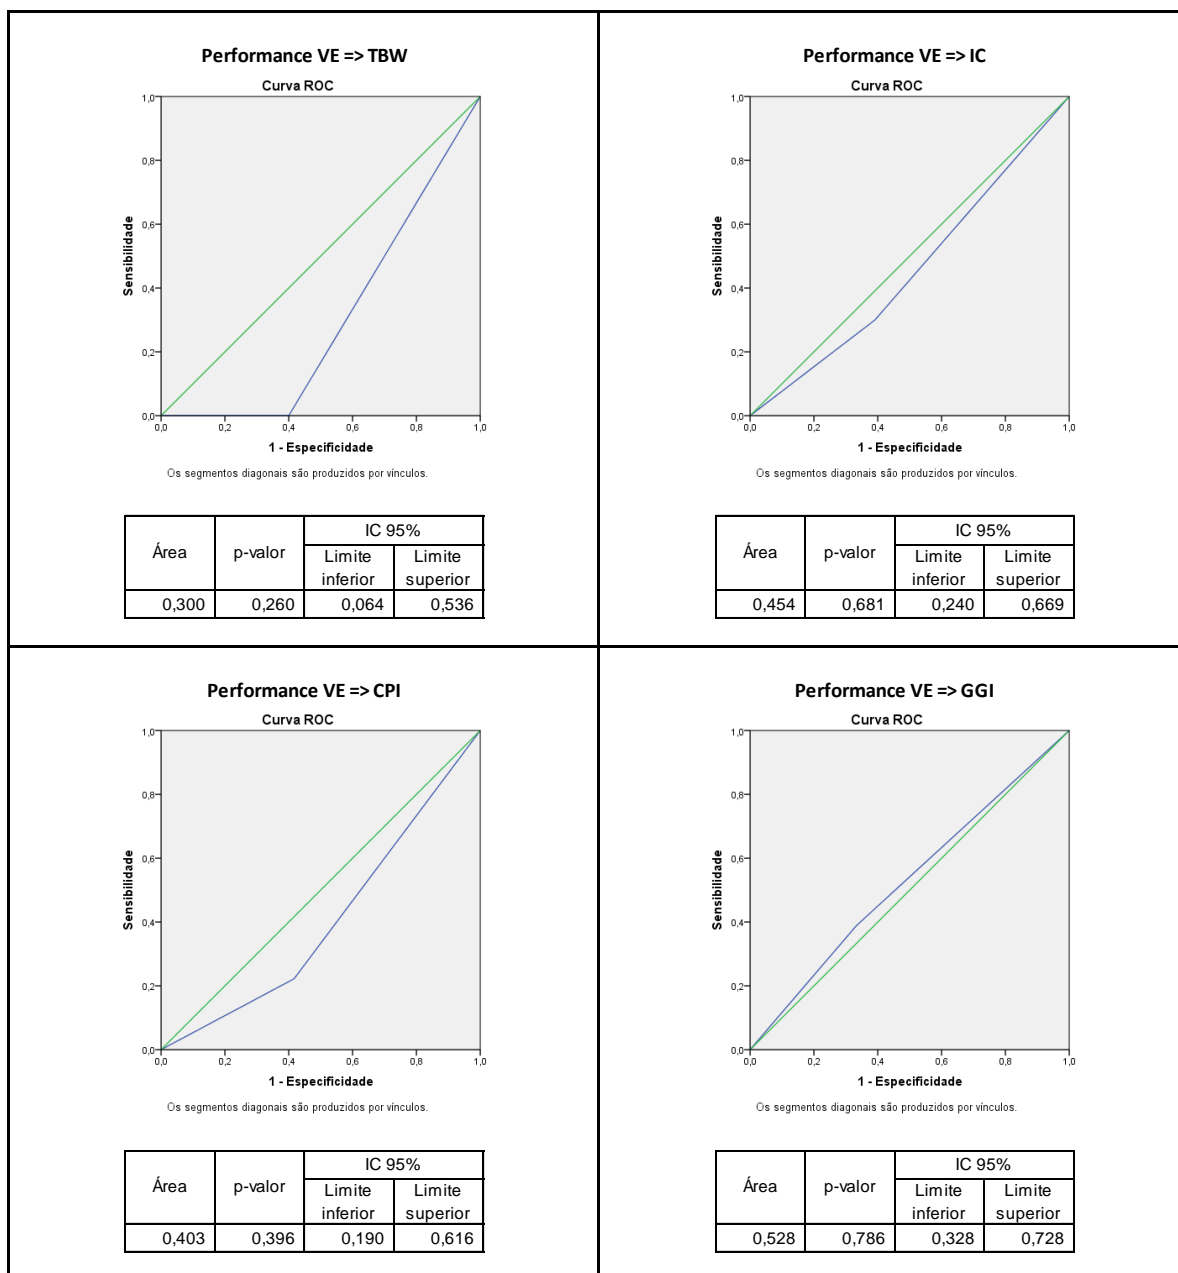 Performance VE => TBW
Curva ROC
1,0
0,8
0,6
0,4
0,2
0,0
Sensibilidade
0,0 0,2 0,4 0,6 0,8 1,0
1 - Especificidade
Os segmentos diagonais são produzidos por vínculos.
Área p-valor IC 95%
Limite inferior Limite superior
0,300 0,260 0,064 0,536
Performance VE => IC
Curva ROC
1,0
0,8
0,6
0,4
0,2
0,0
Sensibilidade
0,0 0,2 0,4 0,6 0,8 1,0
1 - Especificidade
Os segmentos diagonais são produzidos por vínculos.
Área p-valor IC 95%
Limite inferior Limite superior
0,454 0,681 0,240 0,669
Performance VE => CPI
Curva ROC
1,0
0,8
0,6
0,4
0,2
0,0
Sensibilidade
0,0 0,2 0,4 0,6 0,8 1,0
1 - Especificidade
Os segmentos diagonais são produzidos por vínculos.
Área p-valor IC 95%
Limite inferior Limite superior
0,403 0,396 0,190 0,616
Performance VE => GGI
Curva ROC
1,0
0,8
0,6
0,4
0,2
0,0
Sensibilidade
0,0 0,2 0,4 0,6 0,8 1,0
1 - Especificidade
Os segmentos diagonais são produzidos por vínculos.
Área p-valor IC 95%
Limite inferior Limite superior
0,528 0,786 0,328 0,728